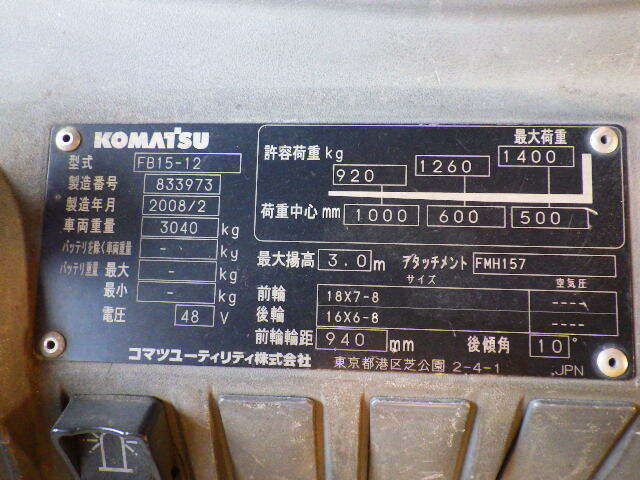 KOMATSU
型式 FB15-12
製造番号 833973
製造年月 2008/2
車両重量 3040 kg
バッテリを除く車両重量 - kg
バッテリ重量 最大 - kg
最小 - kg
電圧 48 V
最大荷重
許容荷重 kg 920 1260 1400
荷重中心 mm 1000 600 500
最大揚高 3.0 m アタッチメント FMH157
サイズ 空気圧
前輪 18X7-8 ----
後輪 16X6-8 ----
前輪輪距 940 mm 後傾角 10°
コマツユーティリティ株式会社 東京都港区芝公園 2-4-1 JPN